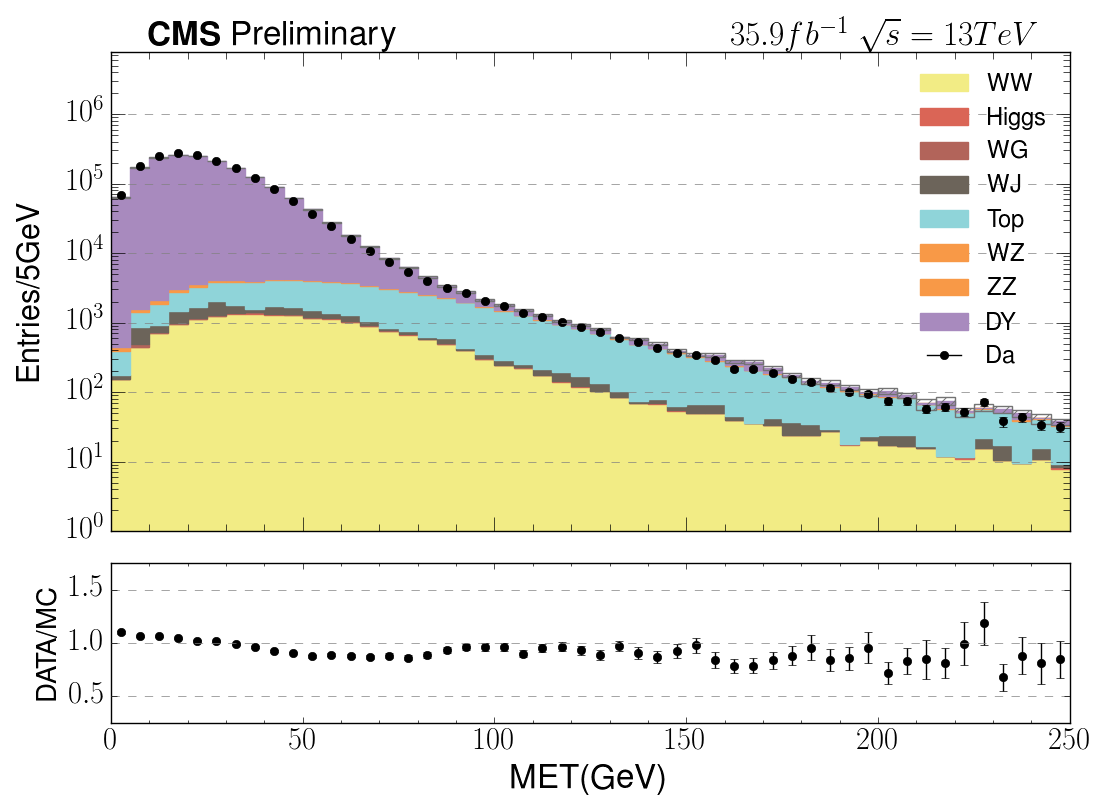 CMS Preliminary 35.9fb⁻¹ √s = 13TeV
Entries/5GeV
10⁶
10⁵
10⁴
10³
10²
10¹
10⁰
WW
Higgs
WG
WJ
Top
WZ
ZZ
DY
Da
DATA/MC
1.5
1.0
0.5
0 50 100 150 200 250
MET(GeV)